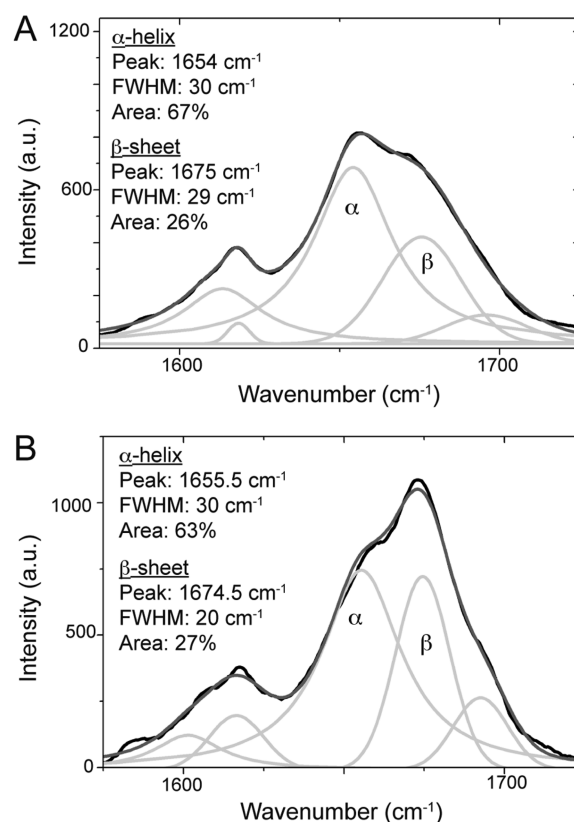 A
1200
600
0
α-helix
Peak: 1654 cm⁻¹
FWHM: 30 cm⁻¹
Area: 67%
β-sheet
Peak: 1675 cm⁻¹
FWHM: 29 cm⁻¹
Area: 26%
α
β
Intensity (a.u.)
1600
1700
Wavenumber (cm⁻¹)
B
1000
500
0
α-helix
Peak: 1655.5 cm⁻¹
FWHM: 30 cm⁻¹
Area: 63%
β-sheet
Peak: 1674.5 cm⁻¹
FWHM: 20 cm⁻¹
Area: 27%
α
β
Intensity (a.u.)
1600
1700
Wavenumber (cm⁻¹)